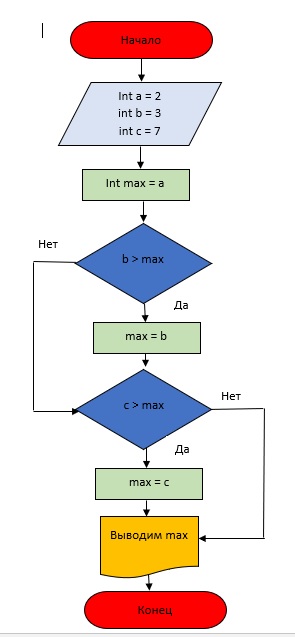 Начало
Int a = 2
int b = 3
int c = 7
Int max = a
Нет
b > max
Да
max = b
Нет
c > max
Да
max = c
Выводим max
Конец